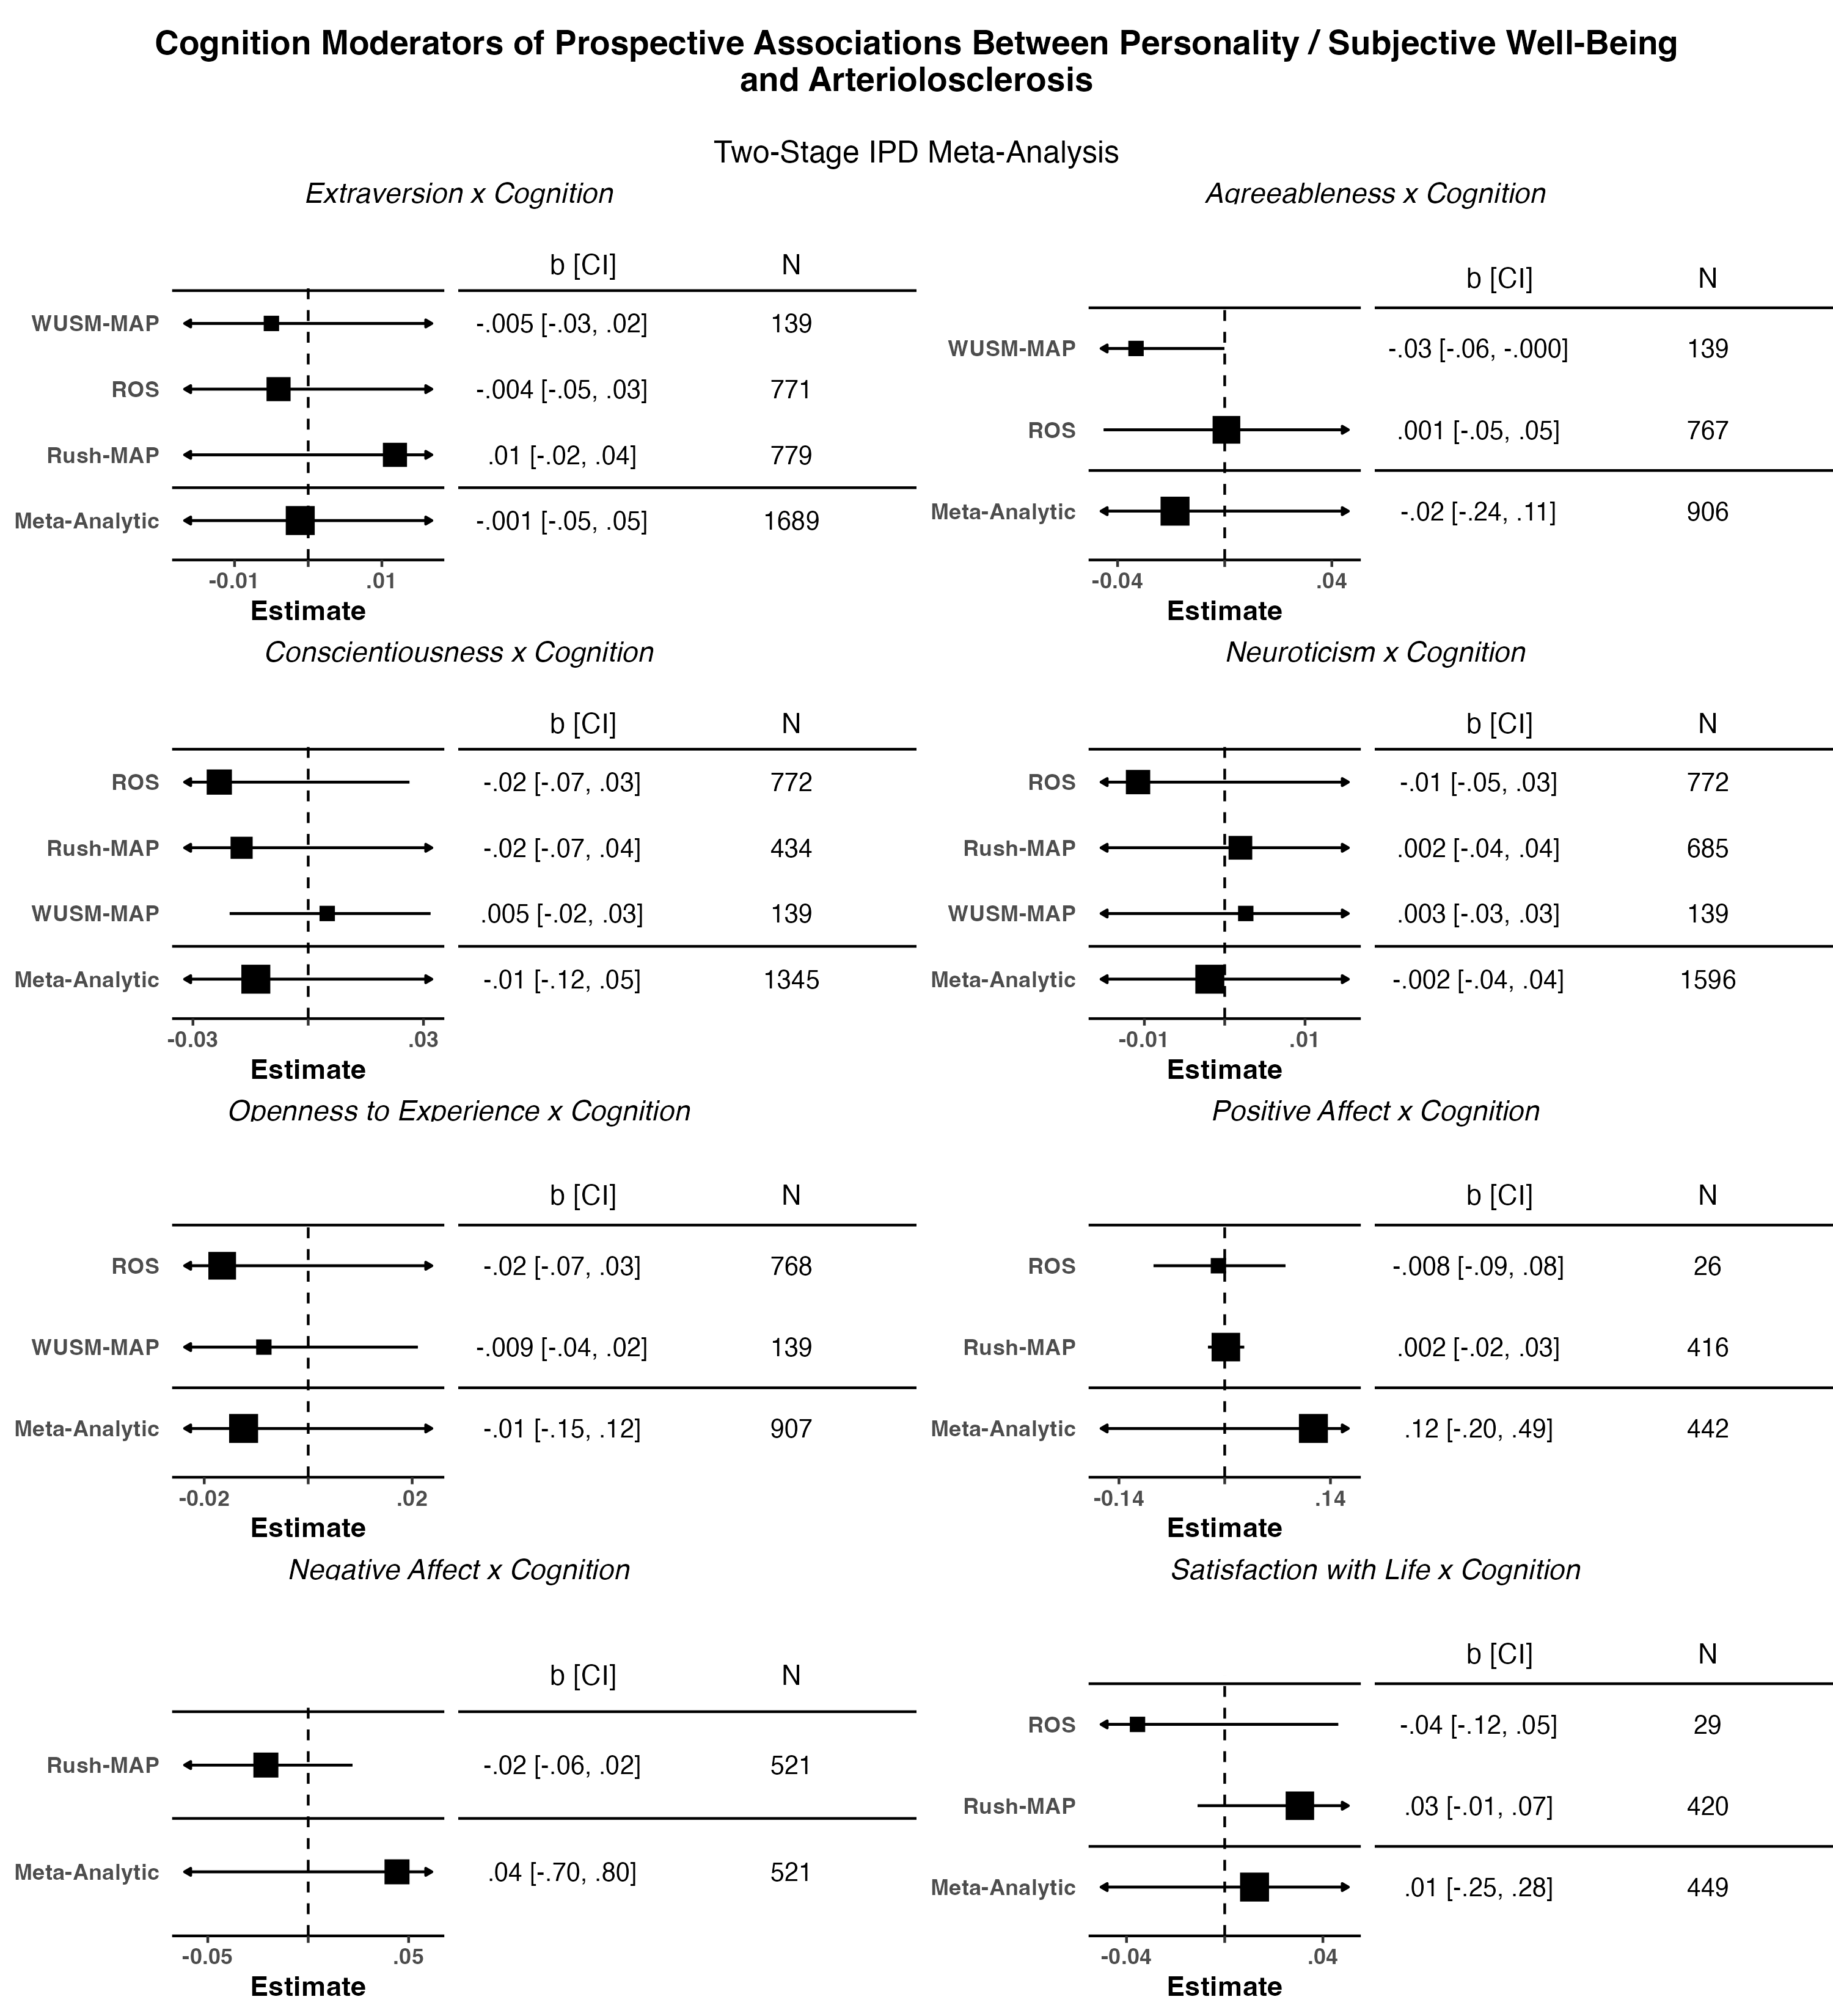 Cognition Moderators of Prospective Associations Between Personality / Subjective Well-Being
and Arteriolosclerosis
Two-Stage IPD Meta-Analysis
Extraversion x Cognition
b [CI] N
WUSM-MAP -.005 [-.03, .02] 139
ROS -.004 [-.05, .03] 771
Rush-MAP .01 [-.02, .04] 779
Meta-Analytic -.001 [-.05, .05] 1689
-0.01 .01
Estimate
Agreeableness x Cognition
b [CI] N
WUSM-MAP -.03 [-.06, -.000] 139
ROS .001 [-.05, .05] 767
Meta-Analytic -.02 [-.24, .11] 906
-0.04 .04
Estimate
Conscientiousness x Cognition
b [CI] N
ROS -.02 [-.07, .03] 772
Rush-MAP -.02 [-.07, .04] 434
WUSM-MAP .005 [-.02, .03] 139
Meta-Analytic -.01 [-.12, .05] 1345
-0.03 .03
Estimate
Neuroticism x Cognition
b [CI] N
ROS -.01 [-.05, .03] 772
Rush-MAP .002 [-.04, .04] 685
WUSM-MAP .003 [-.03, .03] 139
Meta-Analytic -.002 [-.04, .04] 1596
-0.01 .01
Estimate
Openness to Experience x Cognition
b [CI] N
ROS -.02 [-.07, .03] 768
WUSM-MAP -.009 [-.04, .02] 139
Meta-Analytic -.01 [-.15, .12] 907
-0.02 .02
Estimate
Positive Affect x Cognition
b [CI] N
ROS -.008 [-.09, .08] 26
Rush-MAP .002 [-.02, .03] 416
Meta-Analytic .12 [-.20, .49] 442
-0.14 .14
Estimate
Negative Affect x Cognition
b [CI] N
Rush-MAP -.02 [-.06, .02] 521
Meta-Analytic .04 [-.70, .80] 521
-0.05 .05
Estimate
Satisfaction with Life x Cognition
b [CI] N
ROS -.04 [-.12, .05] 29
Rush-MAP .03 [-.01, .07] 420
Meta-Analytic .01 [-.25, .28] 449
-0.04 .04
Estimate